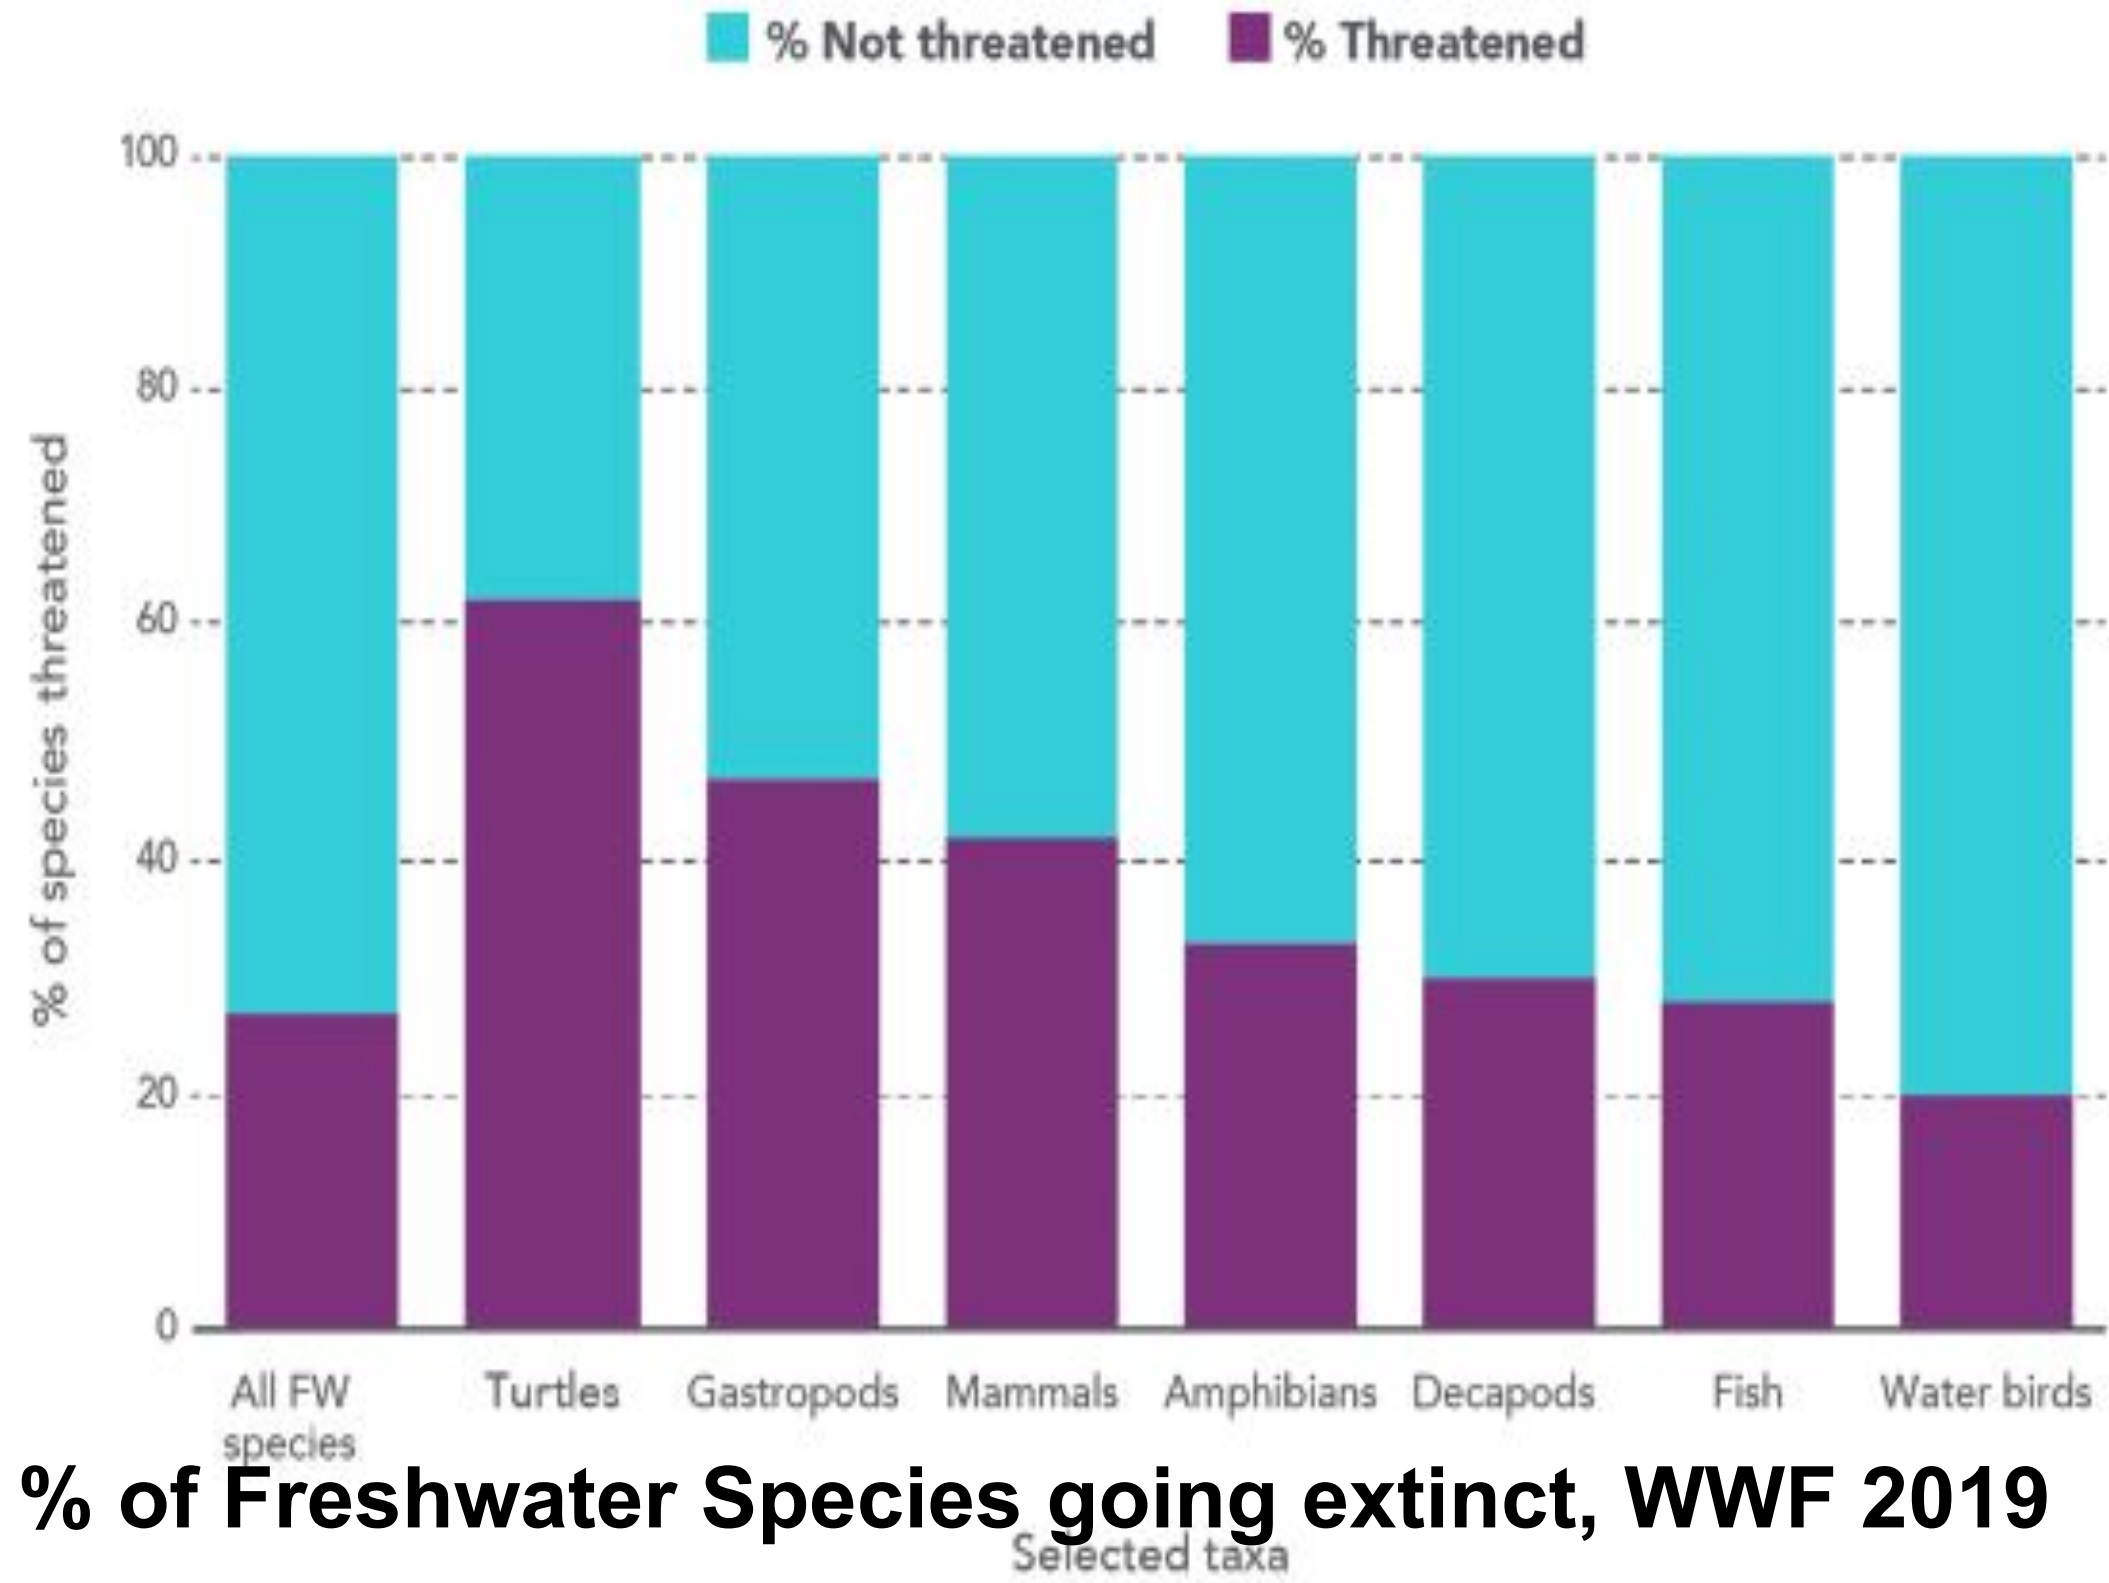 % Not threatened % Threatened
% of species threatened
100
80
60
40
20
0
All FW Turtles Gastropods Mammals Amphibians Decapods Fish Water birds
species
% of Freshwater Species going extinct, WWF 2019
Selected taxa